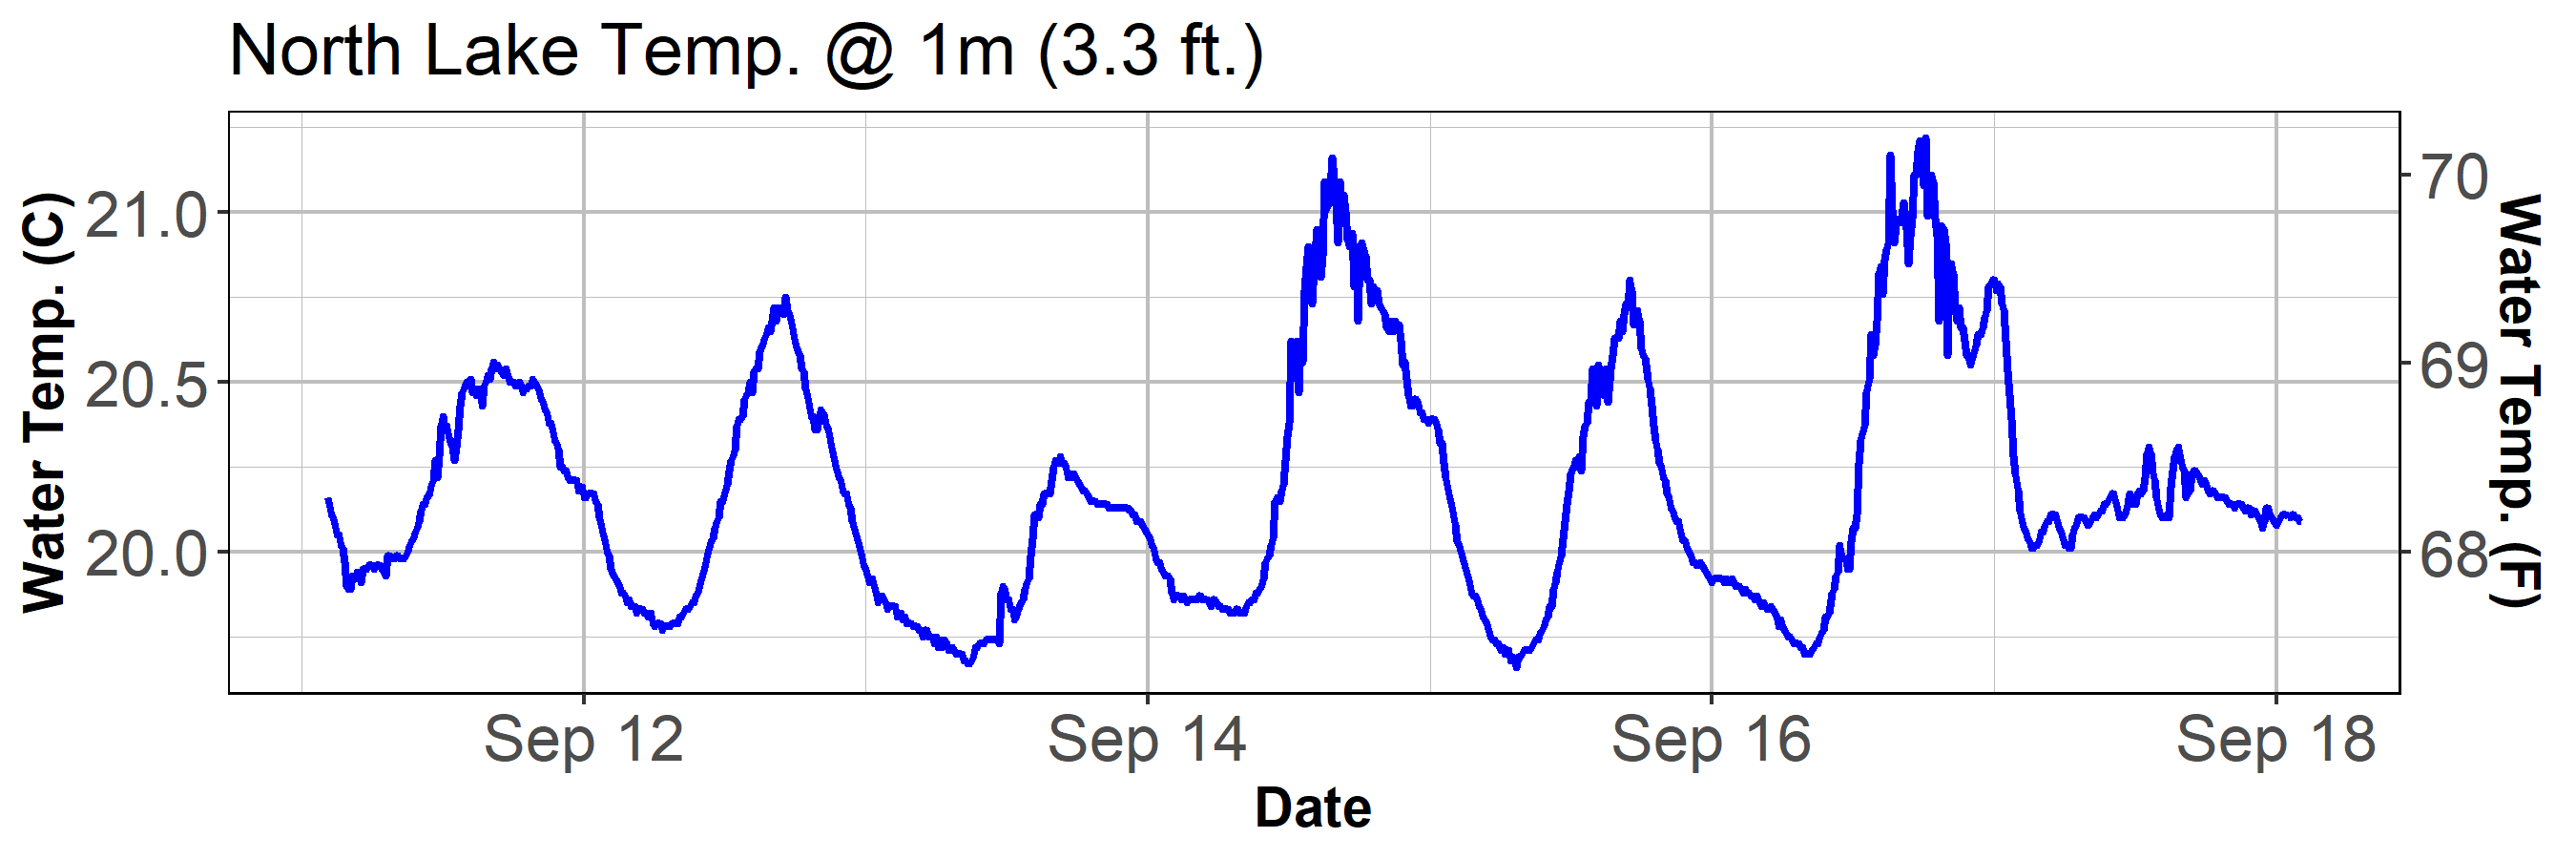 North Lake Temp. @ 1m (3.3 ft.)
Water Temp. (C)
21.0
20.5
20.0
70
69
68
Water Temp. (F)
Sep 12 Sep 14 Sep 16 Sep 18
Date